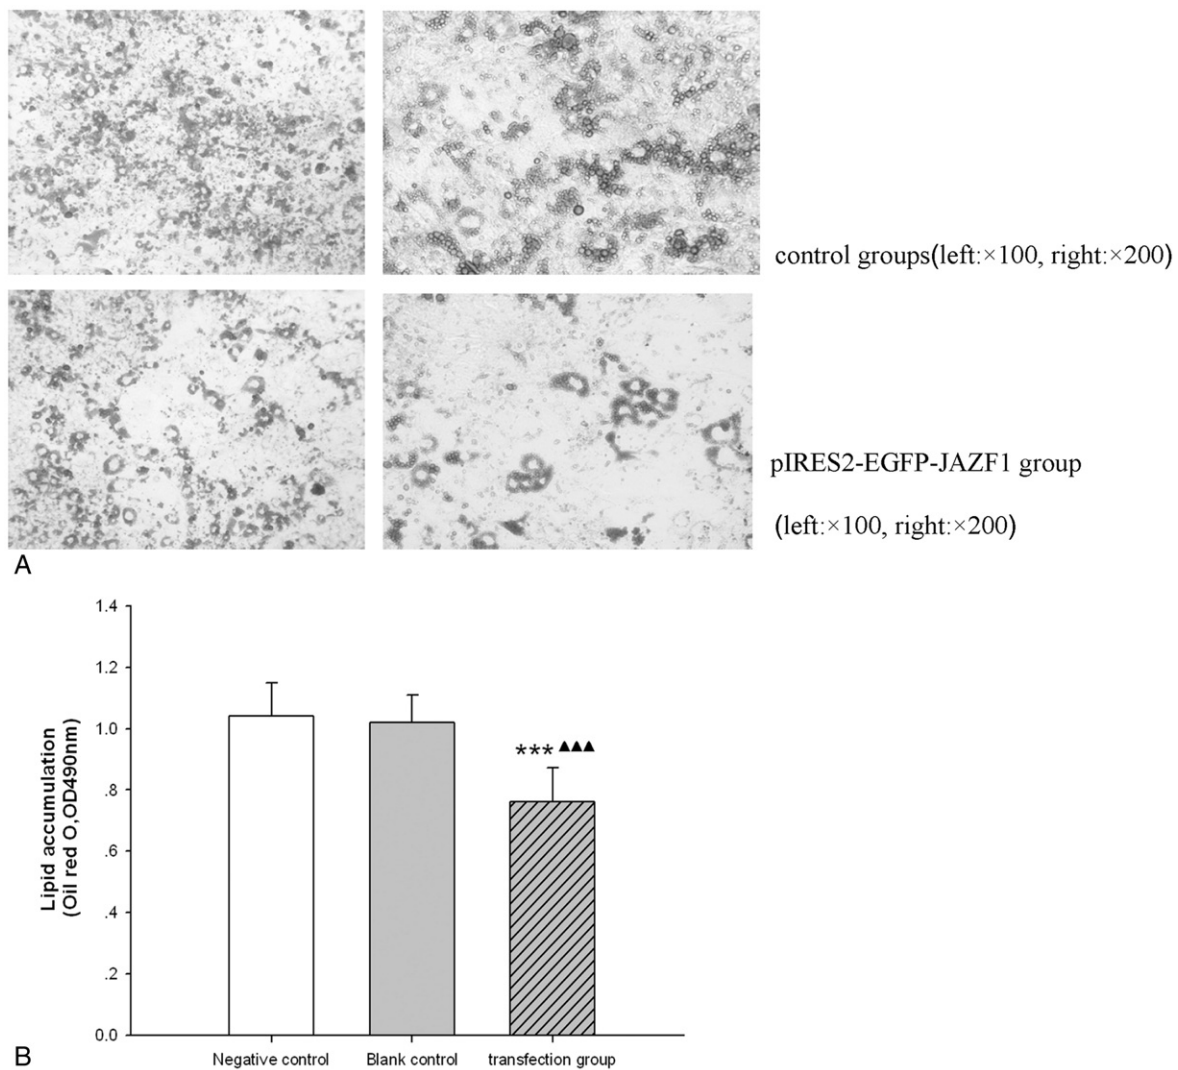 control groups(left:×100, right:×200)
pIRES2-EGFP-JAZF1 group
(left:×100, right:×200)
A
1.4
1.2
1.0
.8
.6
.4
.2
0.0
Lipid accumulation
(Oil red O,OD490nm)
***▲▲▲
Negative control
Blank control
transfection group
B